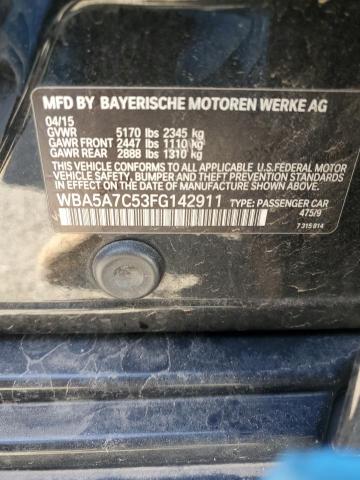 MFD BY BAYERISCHE MOTOREN WERKE AG
04/15
GVWR 5170 lbs 2345 kg
GAWR FRONT 2447 lbs 1110 kg
GAWR REAR 2888 lbs 1310 kg
THIS VEHICLE CONFORMS TO ALL APPLICABLE U.S. FEDERAL MOTOR
VEHICLE SAFETY, BUMPER AND THEFT PREVENTION STANDARDS IN
EFFECT ON THE DATE OF MANUFACTURE SHOWN ABOVE.
WBA5A7C53FG142911 TYPE: PASSENGER CAR
475/9
7 315 814